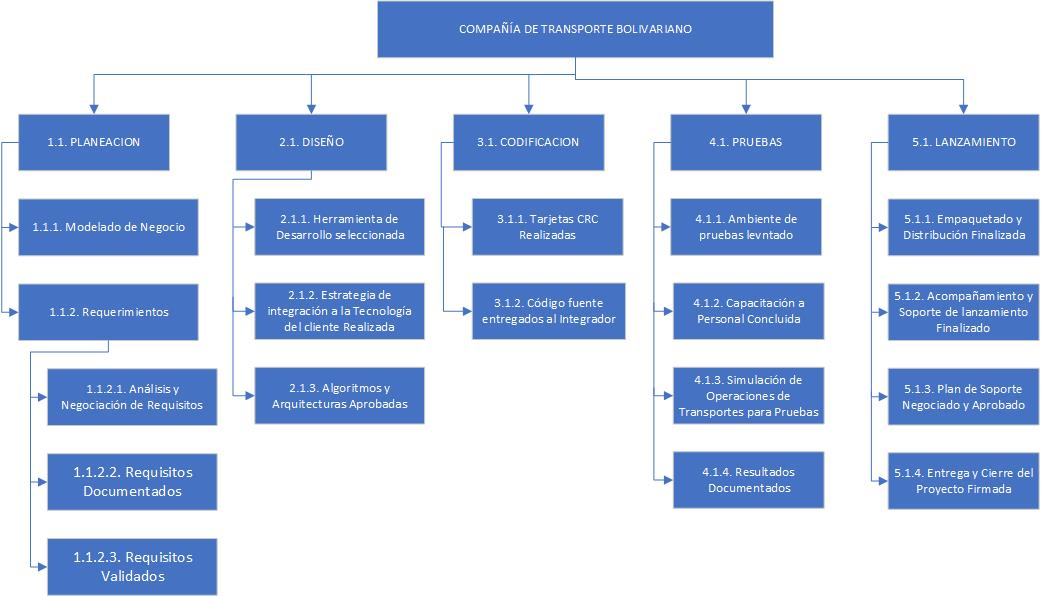 COMPAÑÍA DE TRANSPORTE BOLIVARIANO
1.1. PLANEACION
1.1.1. Modelado de Negocio
1.1.2. Requerimientos
1.1.2.1. Análisis y
Negociación de Requisitos
1.1.2.2. Requisitos
Documentados
1.1.2.3. Requisitos
Validados
2.1. DISEÑO
2.1.1. Herramienta de
Desarrollo seleccionada
2.1.2. Estrategia de
integración a la Tecnología
del cliente Realizada
2.1.3. Algoritmos y
Arquitecturas Aprobadas
3.1. CODIFICACION
3.1.1. Tarjetas CRC
Realizadas
3.1.2. Código fuente
entregados al Integrador
4.1. PRUEBAS
4.1.1. Ambiente de
pruebas levntado
4.1.2. Capacitación a
Personal Concluida
4.1.3. Simulación de
Operaciones de
Transportes para Pruebas
4.1.4. Resultados
Documentados
5.1. LANZAMIENTO
5.1.1. Empaquetado y
Distribución Finalizada
5.1.2. Acompañamiento y
Soporte de lanzamiento
Finalizado
5.1.3. Plan de Soporte
Negociado y Aprobado
5.1.4. Entrega y Cierre del
Proyecto Firmada